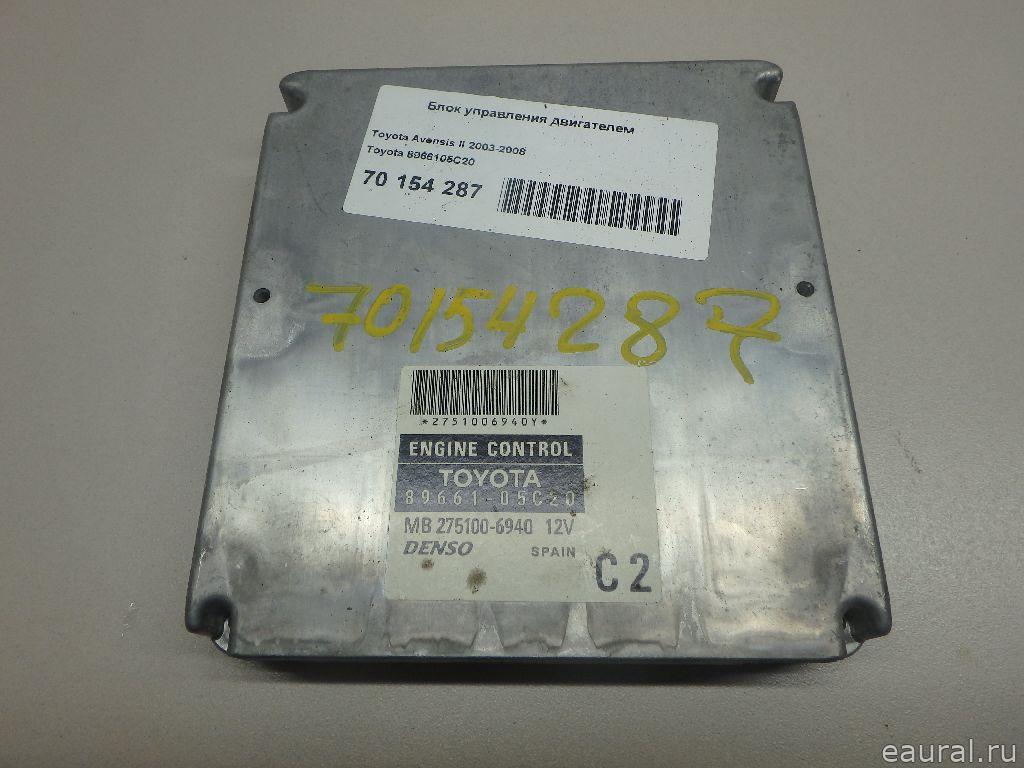 Блок управления двигателем
Toyota Avensis II 2003-2008
Toyota 8966105C20
70 154 287
70154287
*2751006940Y*
ENGINE CONTROL
TOYOTA
89661-05C20
MB 275100-6940 12V
DENSO SPAIN
C2
eaural.ru